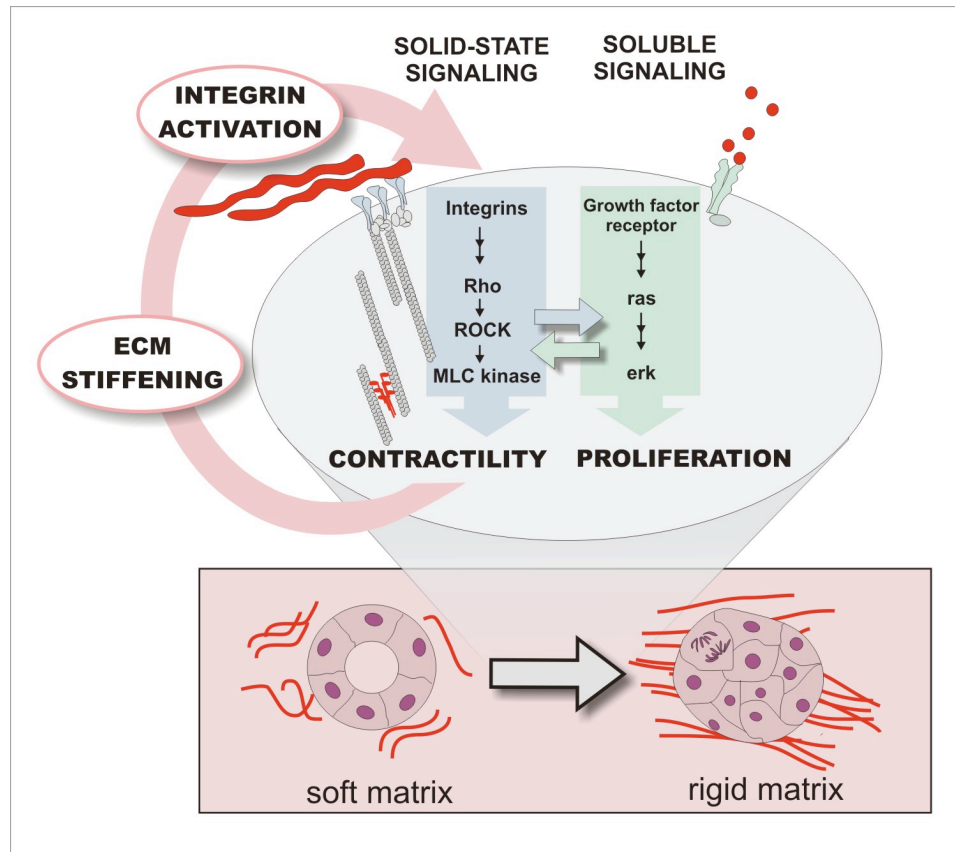 SOLID-STATE
SIGNALING
SOLUBLE
SIGNALING
INTEGRIN
ACTIVATION
ECM
STIFFENING
Integrins
Rho
ROCK
MLC kinase
Growth factor
receptor
ras
erk
CONTRACTILITY
PROLIFERATION
soft matrix
rigid matrix